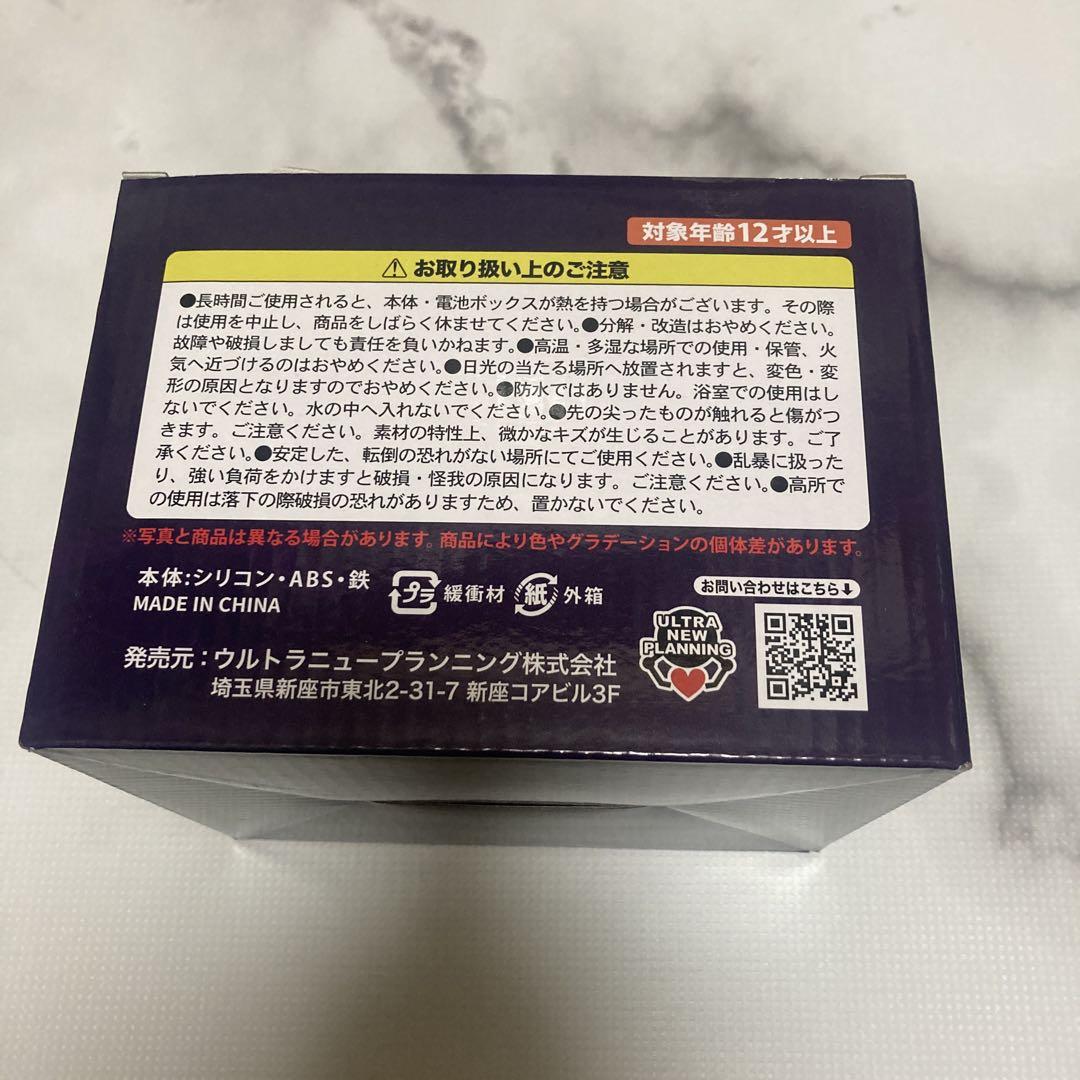 対象年齢12才以上
お取り扱い上のご注意
●長時間ご使用されると、本体・電池ボックスが熱を持つ場合がございます。その際
は使用を中止し、商品をしばらく休ませてください。●分解・改造はおやめください。
故障や破損しましても責任を負いかねます。●高温・多湿な場所での使用・保管、火
気へ近づけるのはおやめください。●日光の当たる場所へ放置されますと、変色・変
形の原因となりますのでおやめください。●防水ではありません。浴室での使用はし
ないでください。水の中へ入れないでください。●先の尖ったものが触れると傷がつ
きます。ご注意ください。素材の特性上、微かなキズが生じることがあります。ご了
承ください。●安定した、転倒の恐れがない場所にてご使用ください。●乱暴に扱った
り、強い負荷をかけますと破損・怪我の原因になります。ご注意ください。●高所で
の使用は落下の際破損の恐れがありますため、置かないでください。
※写真と商品は異なる場合があります。商品により色やグラデーションの個体差があります。
本体:シリコン・ABS・鉄
MADE IN CHINA
プラ 緩衝材 紙 外箱
お問い合わせはこちら↓
ULTRA
NEW
PLANNING
発売元:ウルトラニュープランニング株式会社
埼玉県新座市東北2-31-7 新座コアビル3F